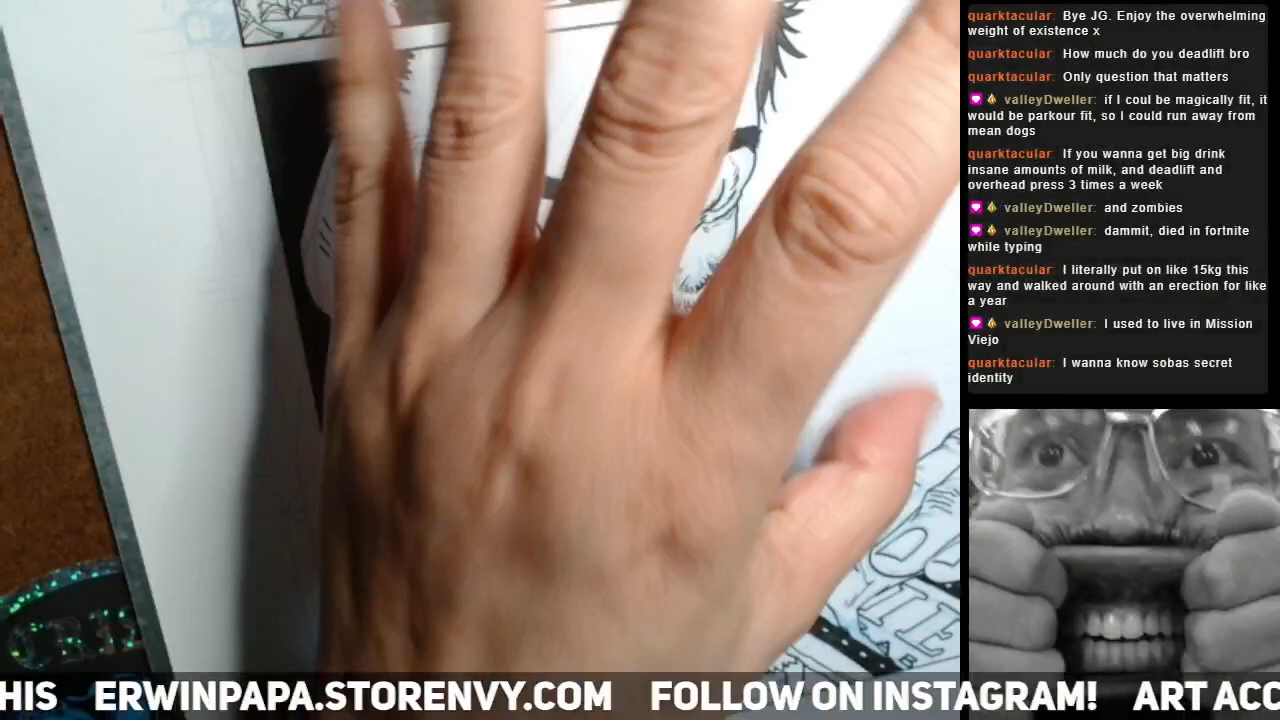 quarktacular: Bye JG. Enjoy the overwhelming
weight of existence x
quarktacular: How much do you deadlift bro
quarktacular: Only question that matters
valleyDweller: if I coul be magically fit, it
would be parkour fit, so I could run away from
mean dogs
quarktacular: If you wanna get big drink
insane amounts of milk, and deadlift and
overhead press 3 times a week
valleyDweller: and zombies
valleyDweller: dammit, died in fortnite
while typing
quarktacular: I literally put on like 15kg this
way and walked around with an erection for like
a year
valleyDweller: I used to live in Mission
Viejo
quarktacular: I wanna know sobas secret
identity
HIS ERWINPAPA.STORENVY.COM FOLLOW ON INSTAGRAM! ART ACC